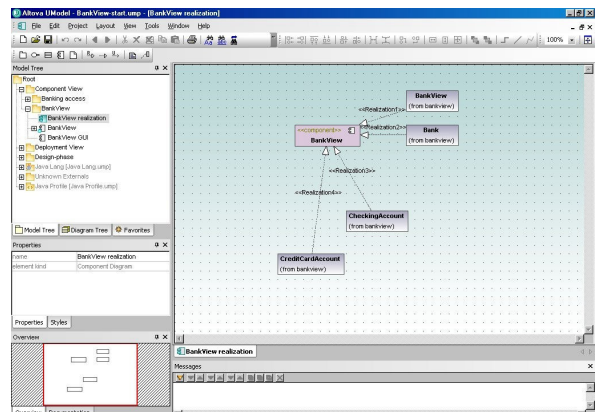 Altova UModel - BankView-start.ump - [BankView realization]
File Edit Project Layout View Tools Window Help
100%
Model Tree
Root
Component View
Banking access
BankView
BankView realization
BankView
BankView GUI
Deployment View
Design-phase
Java Lang [Java Lang.ump]
Unknown Externals
Java Profile [Java Profile.ump]
Model Tree Diagram Tree Favorites
Properties
name BankView realization
element kind Component Diagram
Properties Styles
Overview
BankView
(from bankview)
<<Realization1>>
<<component>>
BankView
<<Realization2>>
Bank
(from bankview)
<<Realization3>>
<<Realization4>>
CheckingAccount
(from bankview)
CreditCardAccount
(from bankview)
BankView realization
Messages
Overview Documentation